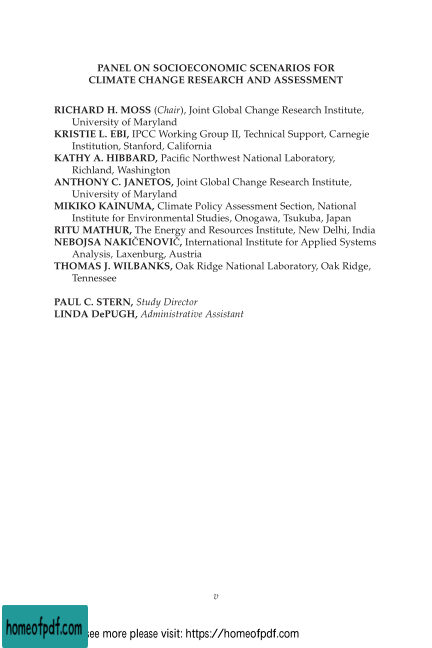 PANEL ON SOCIOECONOMIC SCENARIOS FOR
CLIMATE CHANGE RESEARCH AND ASSESSMENT
RICHARD H. MOSS (Chair), Joint Global Change Research Institute,
University of Maryland
KRISTIE L. EBI, IPCC Working Group II, Technical Support, Carnegie
Institution, Stanford, California
KATHY A. HIBBARD, Pacific Northwest National Laboratory,
Richland, Washington
ANTHONY C. JANETOS, Joint Global Change Research Institute,
University of Maryland
MIKIKO KAINUMA, Climate Policy Assessment Section, National
Institute for Environmental Studies, Onogawa, Tsukuba, Japan
RITU MATHUR, The Energy and Resources Institute, New Delhi, India
NEBOJSA NAKIČENOVIČ, International Institute for Applied Systems
Analysis, Laxenburg, Austria
THOMAS J. WILBANKS, Oak Ridge National Laboratory, Oak Ridge,
Tennessee
PAUL C. STERN, Study Director
LINDA DePUGH, Administrative Assistant
v
homeofpdf.com
see more please visit: https://homeofpdf.com